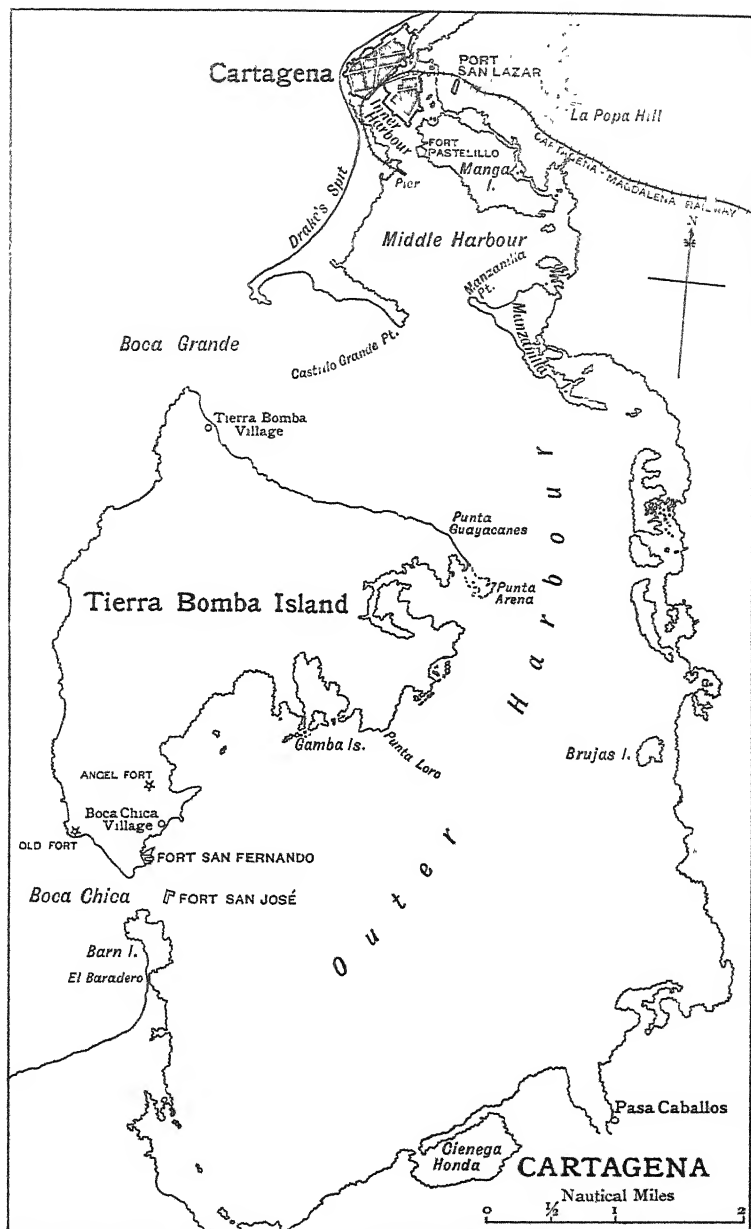 Cartagena
PORT
SAN LAZAR
La Popa Hill
Inner
Harbour
FORT
PASTELILLO
Manga
I.
CARTAGENA-MAGDALENA RAILWAY
Pier
Drake's Spit
N
Middle Harbour
Manzanilla
Pt.
Manzanilla
Boca Grande
Castillo Grande Pt.
Tierra Bomba
Village
Punta
Guayacanes
Punta
Arena
Tierra Bomba Island
Outer Harbour
Gamba Is.
Punta Loro
Brujas I.
ANGEL FORT
Boca Chica
Village
OLD FORT
FORT SAN FERNANDO
Boca Chica
FORT SAN JOSÉ
Barn I.
El Baradero
Pasa Caballos
Cienega
Honda
CARTAGENA
Nautical Miles
0 ½ 1 2